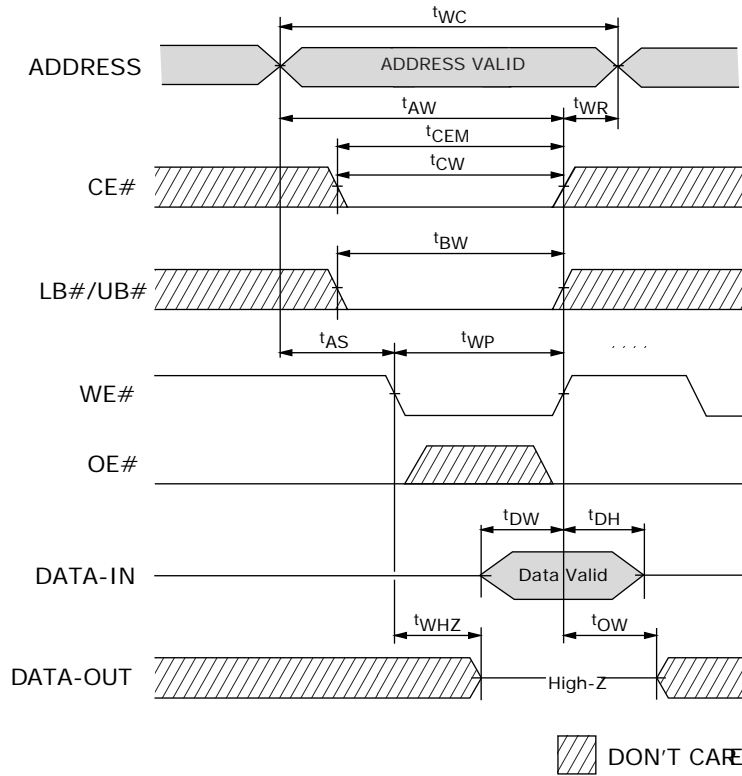 tWC
ADDRESS
ADDRESS VALID
tAW
tWR
tCEM
tCW
CE#
tBW
LB#/UB#
tAS
tWP
WE#
OE#
tDW
tDH
DATA-IN
Data Valid
tWHZ
tOW
DATA-OUT
High-Z
DON'T CARE